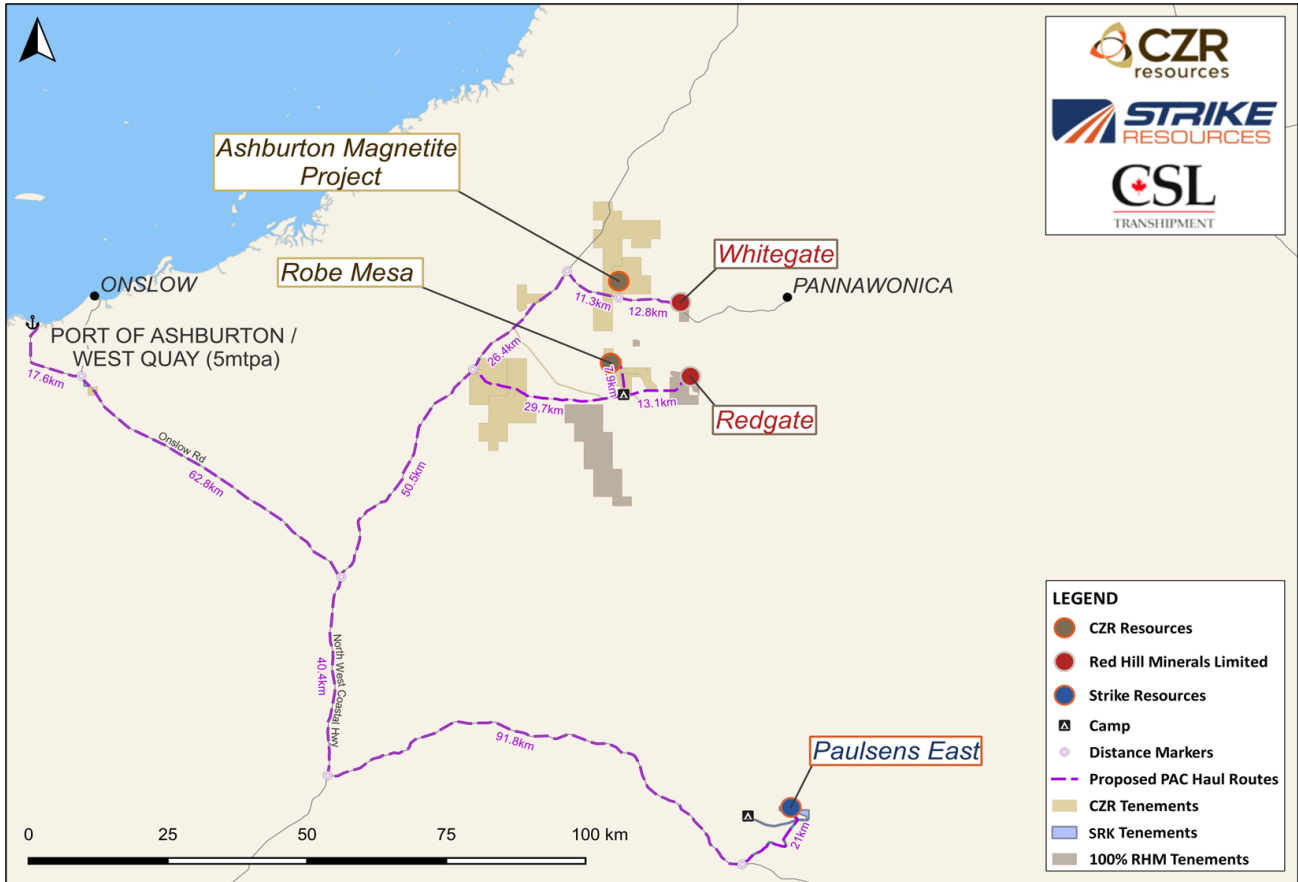 CZR
resources
STRIKE
RESOURCES
CSL
TRANSHIPMENT
Ashburton Magnetite
Project
Robe Mesa
Whitegate
PANNAWONICA
ONSLOW
PORT OF ASHBURTON /
WEST QUAY (5mtpa)
11.3km
12.8km
26.4km
7.9km
17.6km
29.7km
13.1km
Redgate
Onslow Rd
62.8km
50.5km
North West Coastal Hwy
40.4km
91.8km
Paulsens East
21km
0
25
50
75
100 km
LEGEND
CZR Resources
Red Hill Minerals Limited
Strike Resources
Camp
Distance Markers
Proposed PAC Haul Routes
CZR Tenements
SRK Tenements
100% RHM Tenements